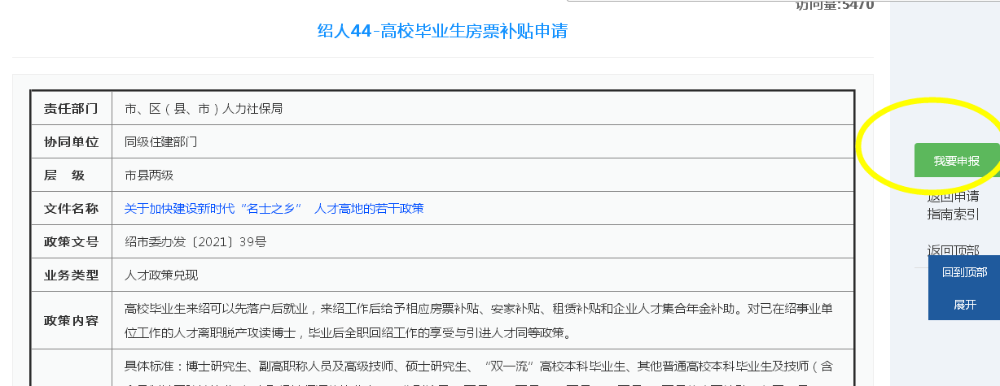 访问量:5470
绍人44-高校毕业生房票补贴申请
责任部门 市、区（县、市）人力社保局
协同单位 同级住建部门
层 级 市县两级
文件名称 关于加快建设新时代“名士之乡” 人才高地的若干政策
政策文号 绍市委办发〔2021〕39号
业务类型 人才政策兑现
政策内容 高校毕业生来绍可以先落户后就业，来绍工作后给予相应房票补贴、安家补贴、租赁补贴和企业人才集合年金补助。对已在绍事业单
位工作的人才离职脱产攻读博士，毕业后全职回绍工作的享受与引进人才同等政策。
具体标准：博士研究生、副高职称人员及高级技师、硕士研究生、“双一流”高校本科毕业生、其他普通高校本科毕业生及技师（含
我要申报
返回申请
指南索引
返回顶部
回到顶部
展开